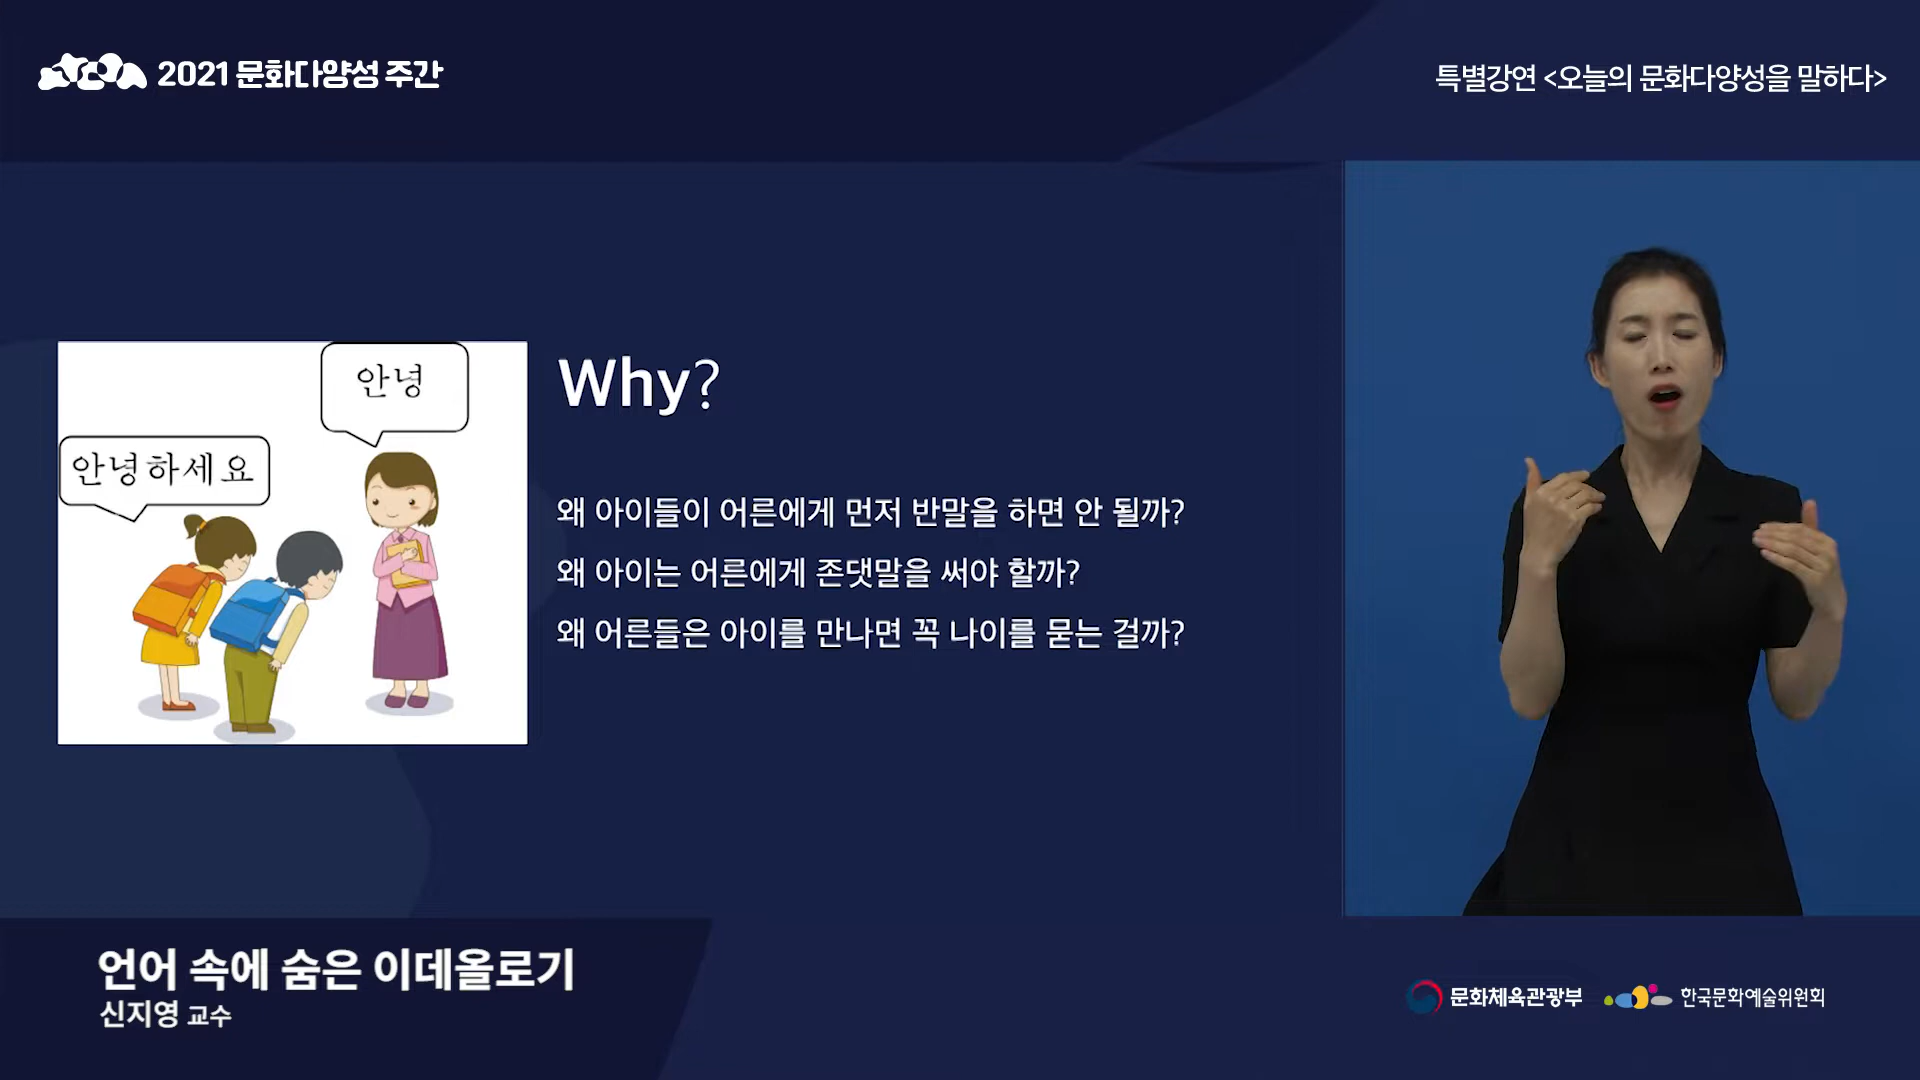 2021 문화다양성 주간
특별강연 <오늘의 문화다양성을 말하다>
안녕
안녕하세요
Why?
왜 아이들이 어른에게 먼저 반말을 하면 안 될까?
왜 아이는 어른에게 존댓말을 써야 할까?
왜 어른들은 아이를 만나면 꼭 나이를 묻는 걸까?
언어 속에 숨은 이데올로기
신지영 교수
문화체육관광부
한국문화예술위원회